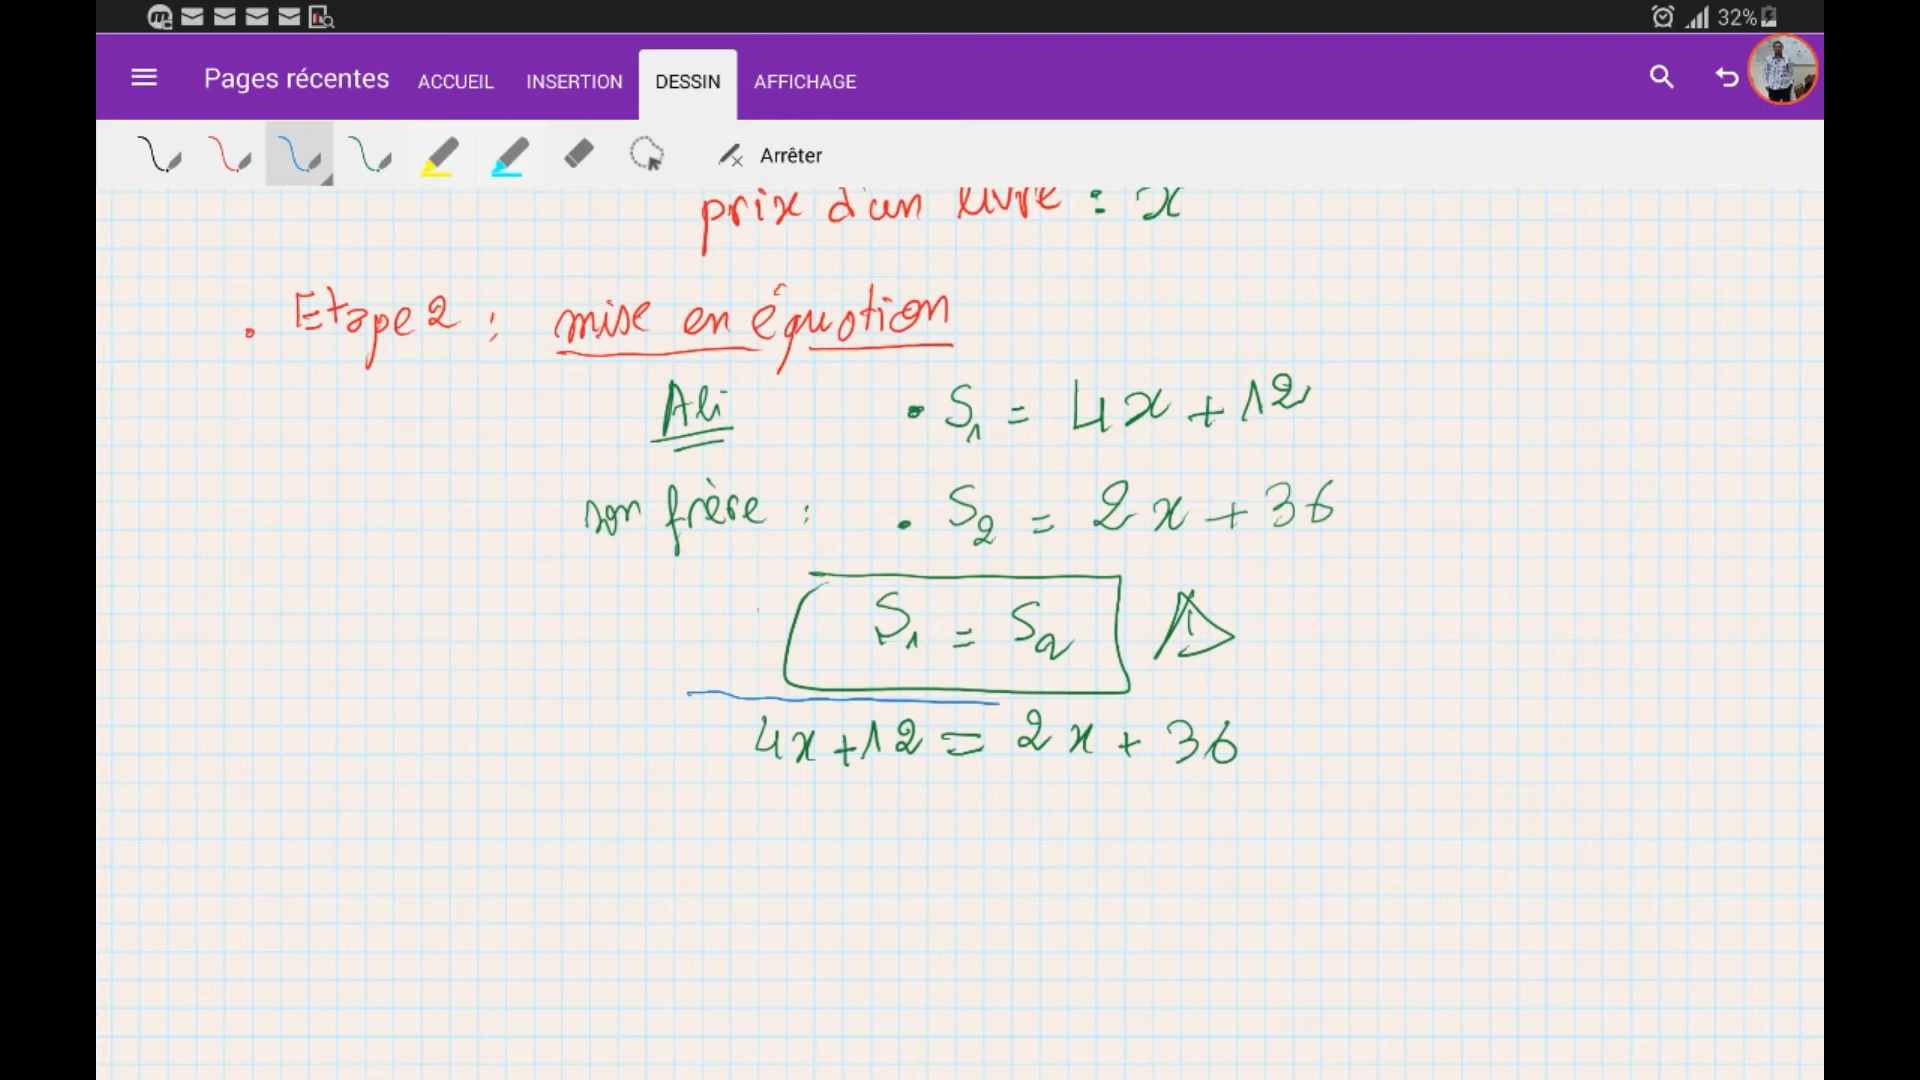 32%
Pages récentes ACCUEIL INSERTION DESSIN AFFICHAGE
Arrêter
prix d'un livre : x
. Etape 2 : mise en équation
Ali • S₁ = 4x + 12
son frère : • S₂ = 2x + 36
S₁ = S₂
4x + 12 = 2x + 36